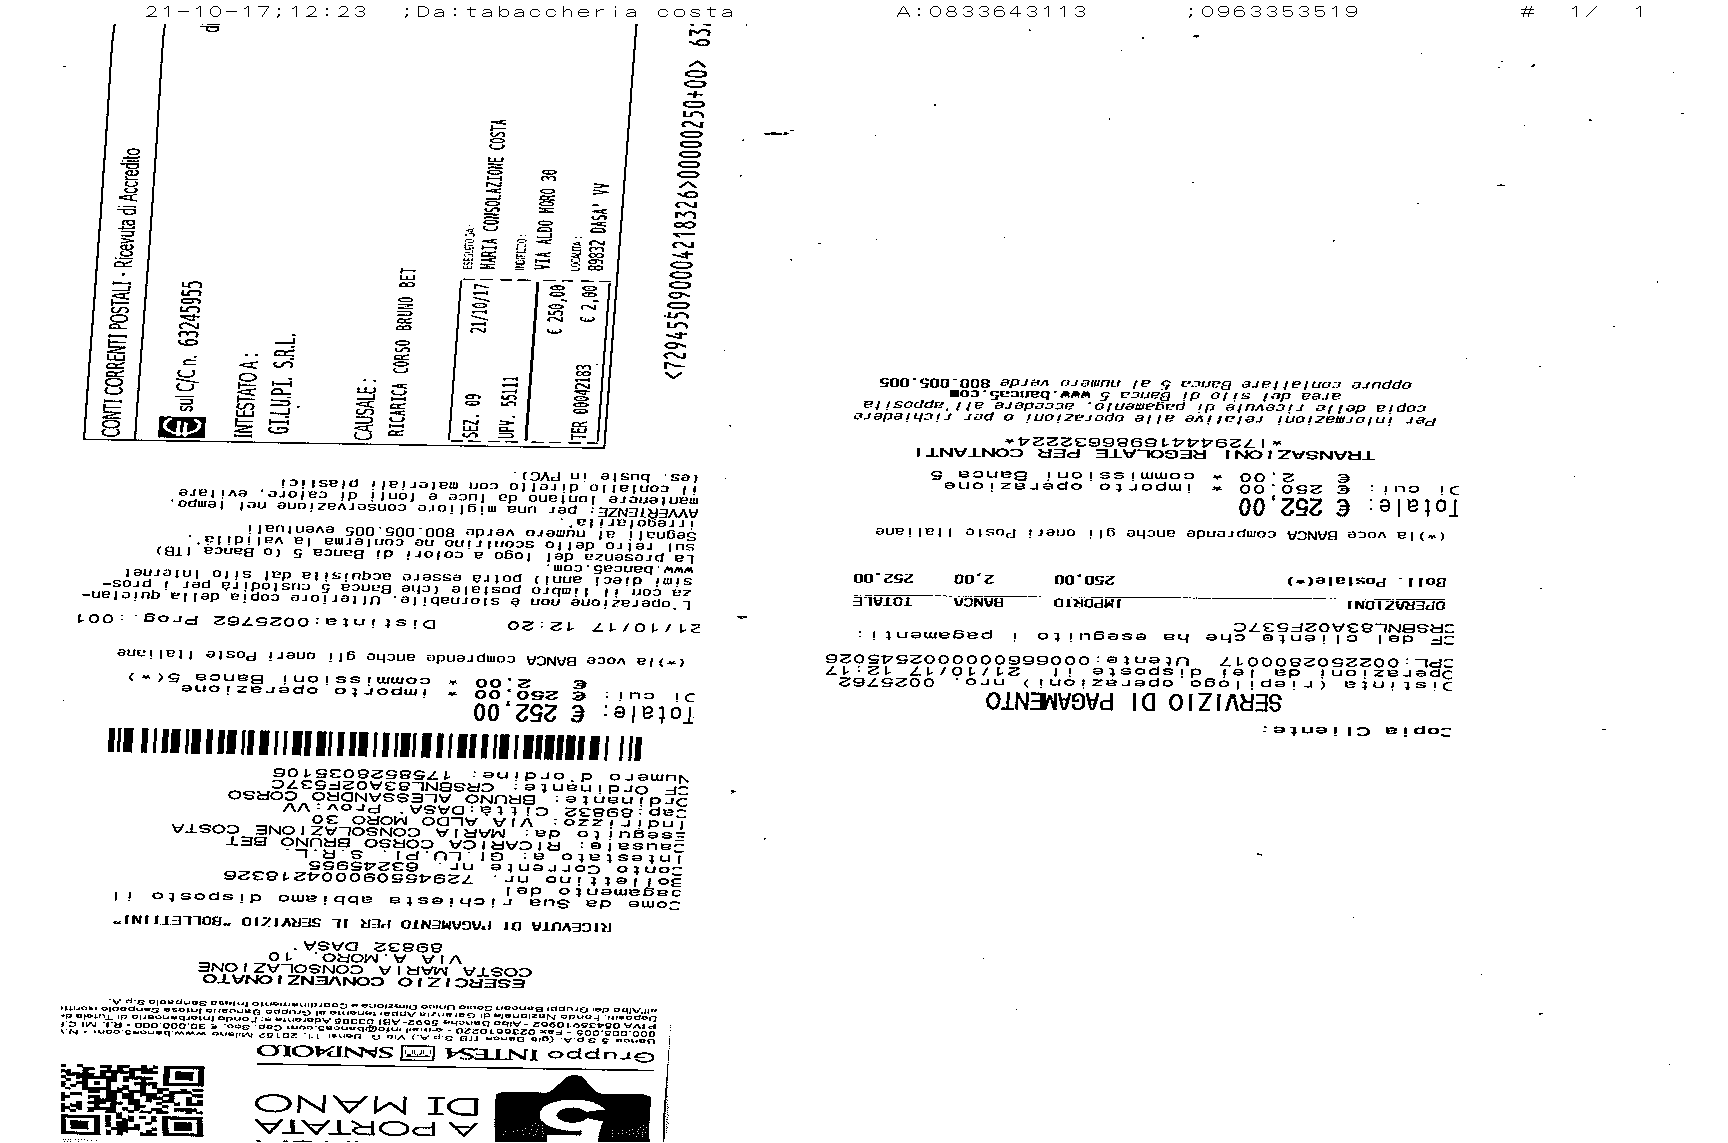 21-10-17;12:23 ;Da:tabaccheria costa A:0833643113 ;0963353519 # 1/ 1
CONTI CORRENTI POSTALI - Ricevuta di Accredito
sul C/C n. 63245955
di
INTESTATO A:
GI.LU.PI. S.R.L.
CAUSALE:
RICARICA CORSO BRUNO BET
SEZ. 09 21/10/17
UPV. 55111
€ 250,00
TER 00042183 € 2,00
ESEGUITO DA:
MARIA CONSOLAZIONE COSTA
INDIRIZZO:
VIA ALDO MORO 30
LOCALITA':
89832 DASA' VV
<729455090004218326>00000250+00> 63
A PORTATA
DI MANO
5
Gruppo INTESA SANPAOLO
ESERCIZIO CONVENZIONATO
COSTA MARIA CONSOLAZIONE
VIA A.MORO, 10
89832 DASA'
RICEVUTA DI PAGAMENTO PER IL SERVIZIO "BOLLETTINI"
Come da Sua richiesta abbiamo disposto il
pagamento del
Bollettino nr. 729455090004218326
Conto Corrente nr. 63245955
Intestato a: GI.LU.PI. S.R.L.
Causale: RICARICA CORSO BRUNO BET
Eseguito da: MARIA CONSOLAZIONE COSTA
Indirizzo: VIA ALDO MORO 30
Cap:89832 Citta:DASA' Prov:VV
Ordinante: BRUNO ALESSANDRO CORSO
CF Ordinante: CRSBNL83A02F537C
Numero d'ordine: 1758528035106
Totale: € 252,00
Di cui: € 250,00 * importo operazione
€ 2,00 * commissioni Banca 5(*)
(*)la voce BANCA comprende anche gli oneri Poste Italiane
21/10/17 12:20 Distinta:0025762 Prog.:001
L'operazione non è stornabile. Ulteriore copia della quietan-
za con il timbro postale (che Banca 5 custodirà per i pros-
simi dieci anni) potrà essere acquisita dal sito Internet
www.banca5.com.
La presenza del logo a colori di Banca 5 (o Banca ITB)
sul retro dello scontrino ne conferma la validità.
Segnali al numero verde 800.005.005 eventuali
irregolarità.
AVVERTENZE: per una migliore conservazione nel tempo,
mantenere lontano da luce e fonti di calore, evitare
il contatto diretto con materiali plastici
(es. buste in PVC).
Copia Cliente:
SERVIZIO DI PAGAMENTO
Distinta (riepilogo operazioni) nro. 0025762
Operazioni da lei disposte il 21/10/17 12:17
CPL:002250280001 7 Utente:00066000000254502
CF del cliente che ha eseguito i pagamenti:
CRSBNL83A02F537C
OPERAZIONI IMPORTO BANCA TOTALE
Boll. Postale(*) 250,00 2,00 252,00
(*)la voce BANCA comprende anche gli oneri Poste Italiane
Totale: € 252,00
Di cui: € 250,00 * importo operazione
€ 2,00 * commissioni Banca 5
TRANSAZIONI REGOLATE PER CONTANTI
*172944416986632224*
Per informazioni relative alle operazioni o per richiedere
copia delle ricevute di pagamento, accedere all'apposita
area del sito di Banca 5 www.banca5.com
oppure contattare Banca 5 al numero verde 800.005.005